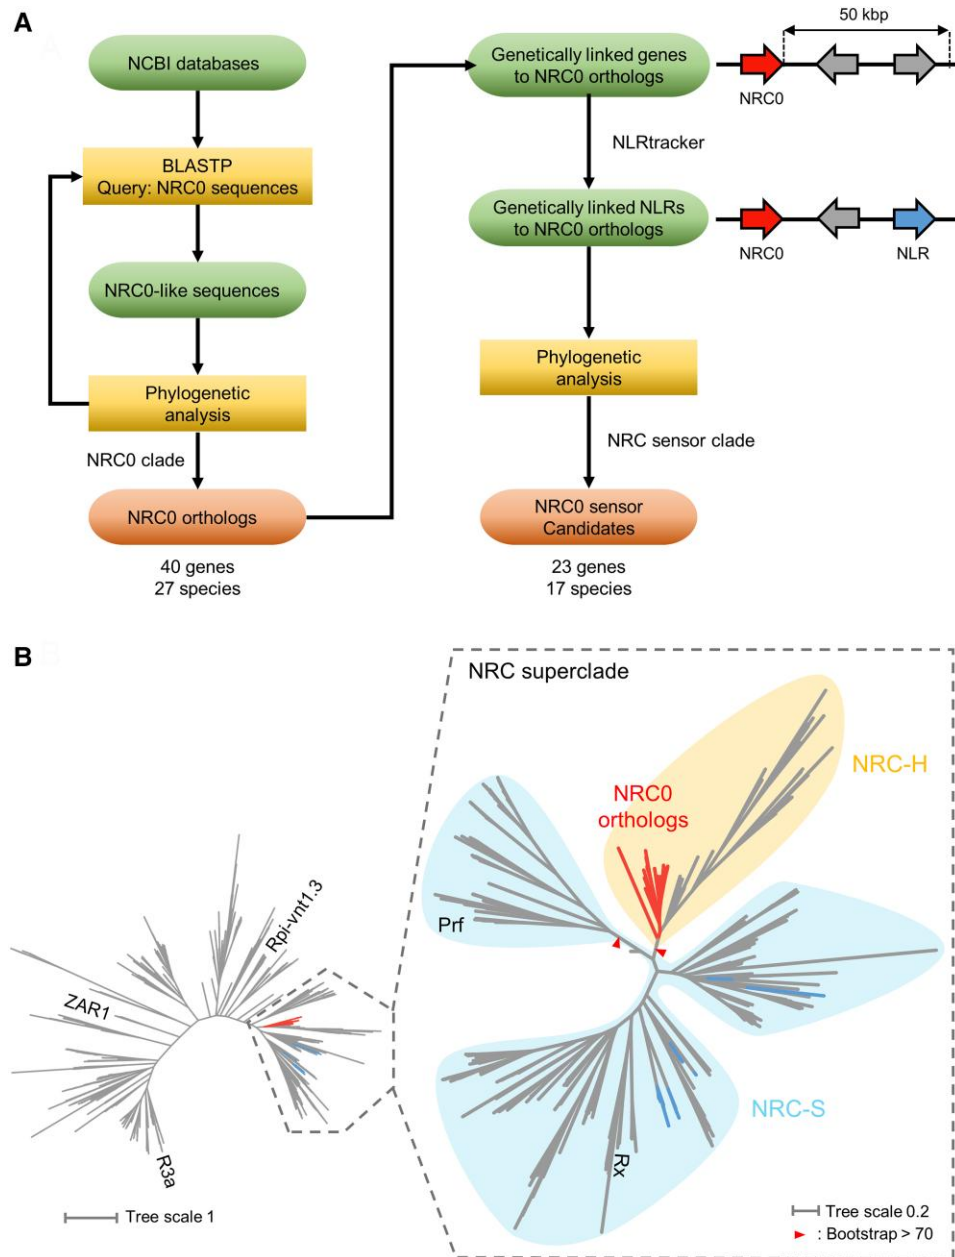 A
NCBI databases
BLASTP
Query: NRC0 sequences
NRC0-like sequences
Phylogenetic
analysis
NRC0 clade
NRC0 orthologs
40 genes
27 species
Genetically linked genes
to NRC0 orthologs
NLRtracker
Genetically linked NLRs
to NRC0 orthologs
Phylogenetic
analysis
NRC sensor clade
NRC0 sensor
Candidates
23 genes
17 species
50 kbp
NRC0
NRC0
NLR
B
Rpi-vnt1.3
ZAR1
R3a
Tree scale 1
NRC superclade
NRC-H
NRC0
orthologs
Prf
NRC-S
Rx
Tree scale 0.2
: Bootstrap > 70